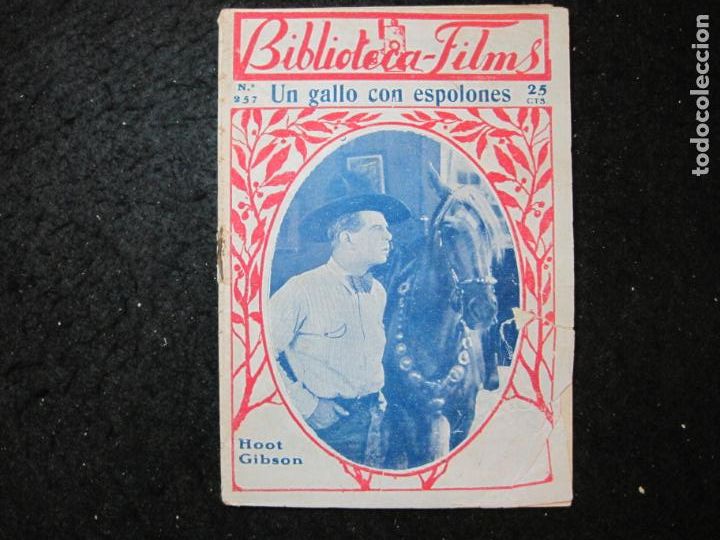 Biblioteca-Films
N.º 257 Un gallo con espolones 25 CTS.
Hoot
Gibson
todocoleccion